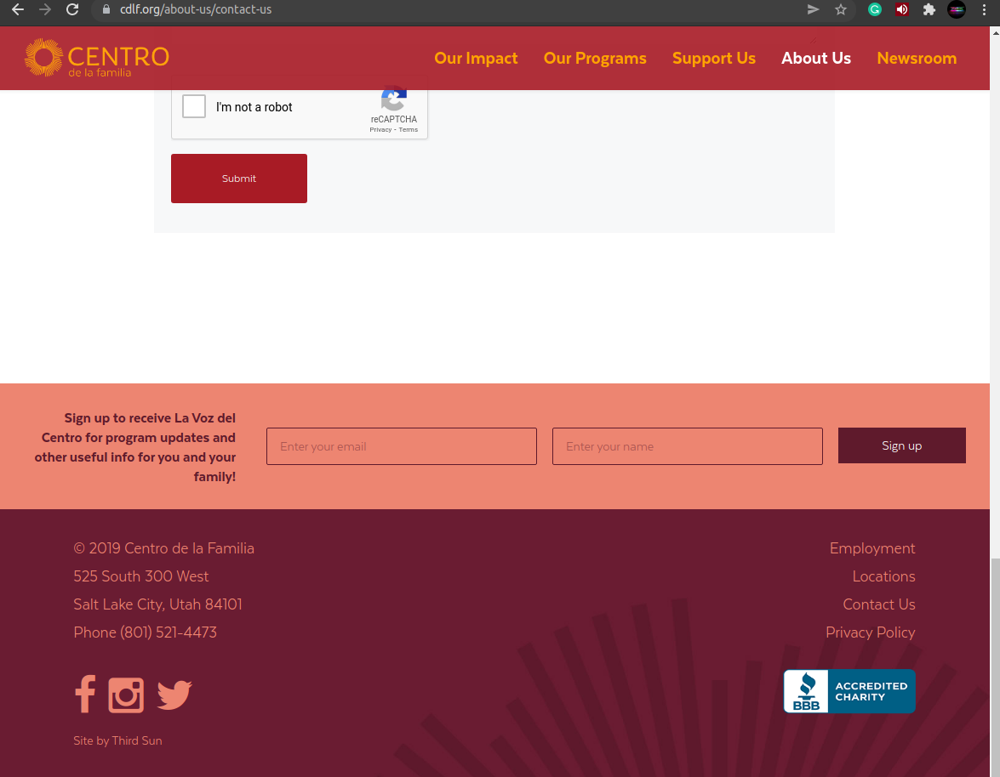 cdlf.org/about-us/contact-us
CENTRO
de la familia
Our Impact
Our Programs
Support Us
About Us
Newsroom
I'm not a robot
reCAPTCHA
Privacy - Terms
Submit
Sign up to receive La Voz del
Centro for program updates and
other useful info for you and your
family!
Enter your email
Enter your name
Sign up
© 2019 Centro de la Familia
525 South 300 West
Salt Lake City, Utah 84101
Phone (801) 521-4473
Employment
Locations
Contact Us
Privacy Policy
BBB
ACCREDITED
CHARITY
Site by Third Sun